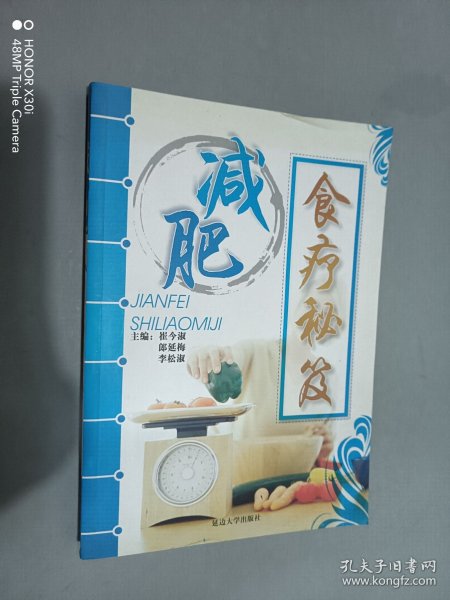 HONOR X30i
48MP Triple Camera
减肥
JIANFEI
SHILIAOMIJI
食疗秘笈
主编：崔今淑
郎延梅
李松淑
延边大学出版社
孔夫子旧书网
www.kongfz.com